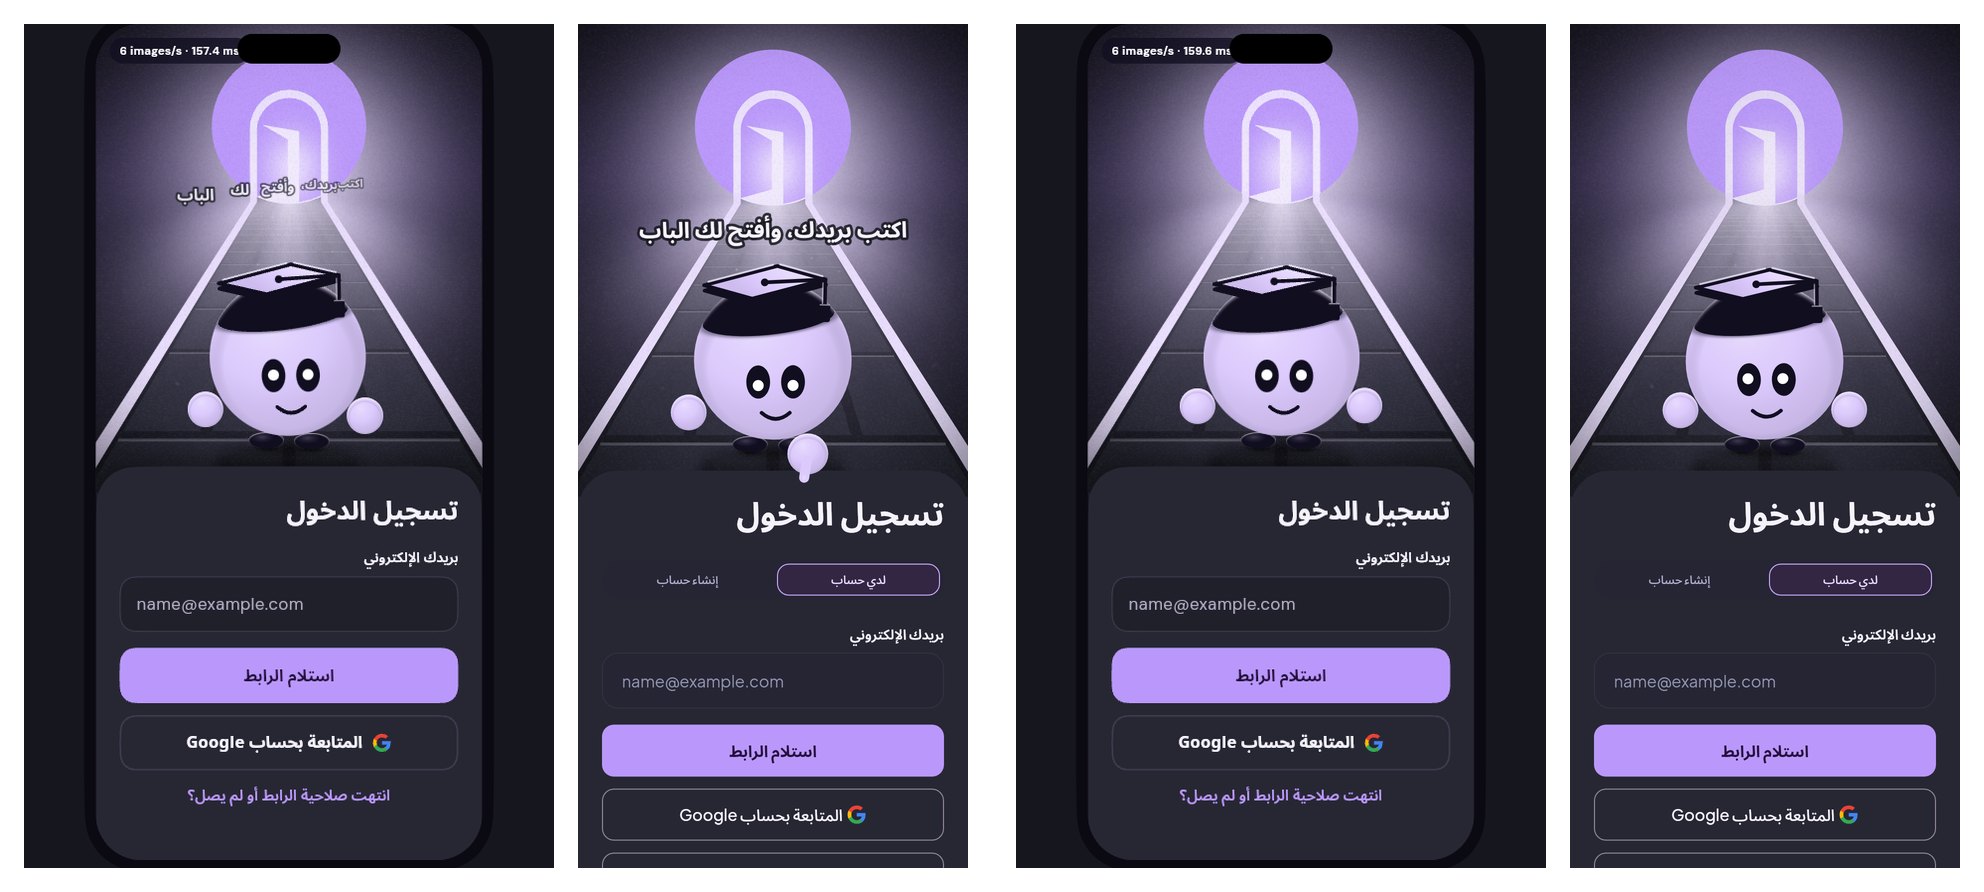 6 images/s · 157.4 ms
اكتب بريدك، وأفتح لك الباب
تسجيل الدخول
بريدك الإلكتروني
name@example.com
استلام الرابط
المتابعة بحساب Google
انتهت صلاحية الرابط أو لم يصل؟
اكتب بريدك، وأفتح لك الباب
تسجيل الدخول
لدي حساب
إنشاء حساب
بريدك الإلكتروني
name@example.com
استلام الرابط
المتابعة بحساب Google
6 images/s · 159.6 ms
تسجيل الدخول
بريدك الإلكتروني
name@example.com
استلام الرابط
المتابعة بحساب Google
انتهت صلاحية الرابط أو لم يصل؟
تسجيل الدخول
لدي حساب
إنشاء حساب
بريدك الإلكتروني
name@example.com
استلام الرابط
المتابعة بحساب Google